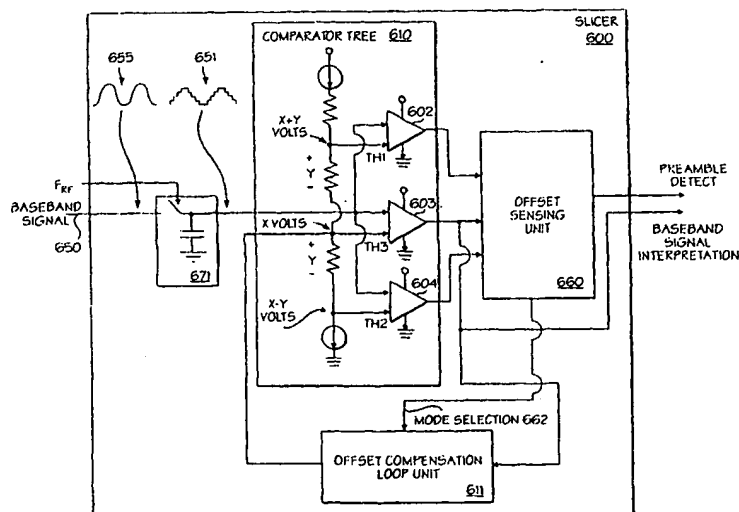 SLICER
600
COMPARATOR TREE 610
655
651
602
X+Y
VOLTS
TH1
+
Y
-
FRF
BASEBAND
SIGNAL
650
PREAMBLE
DETECT
BASEBAND
SIGNAL
INTERPRETATION
OFFSET
SENSING
UNIT
660
603
X VOLTS
TH3
+
Y
-
671
604
X-Y
VOLTS
TH2
MODE SELECTION 662
OFFSET COMPENSATION
LOOP UNIT
611